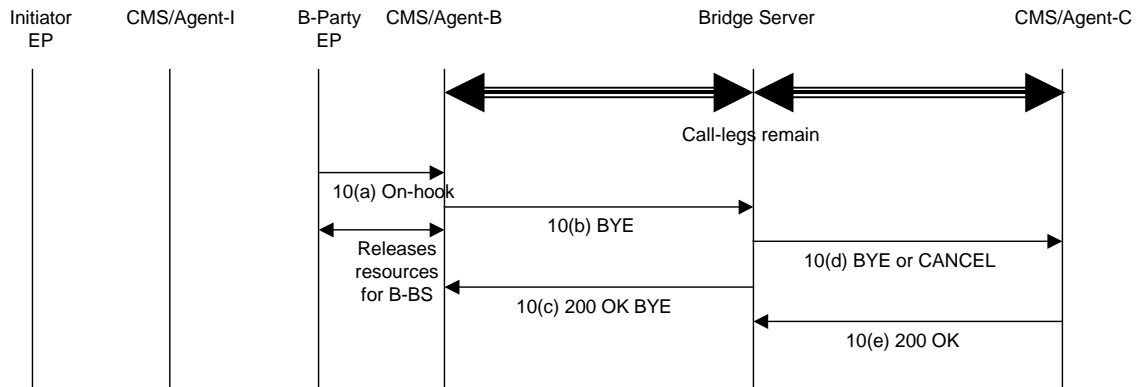 Initiator
EP
CMS/Agent-I
B-Party
EP
CMS/Agent-B
Bridge Server
CMS/Agent-C
Call-legs remain
10(a) On-hook
10(b) BYE
Releases
resources
for B-BS
10(d) BYE or CANCEL
10(c) 200 OK BYE
10(e) 200 OK